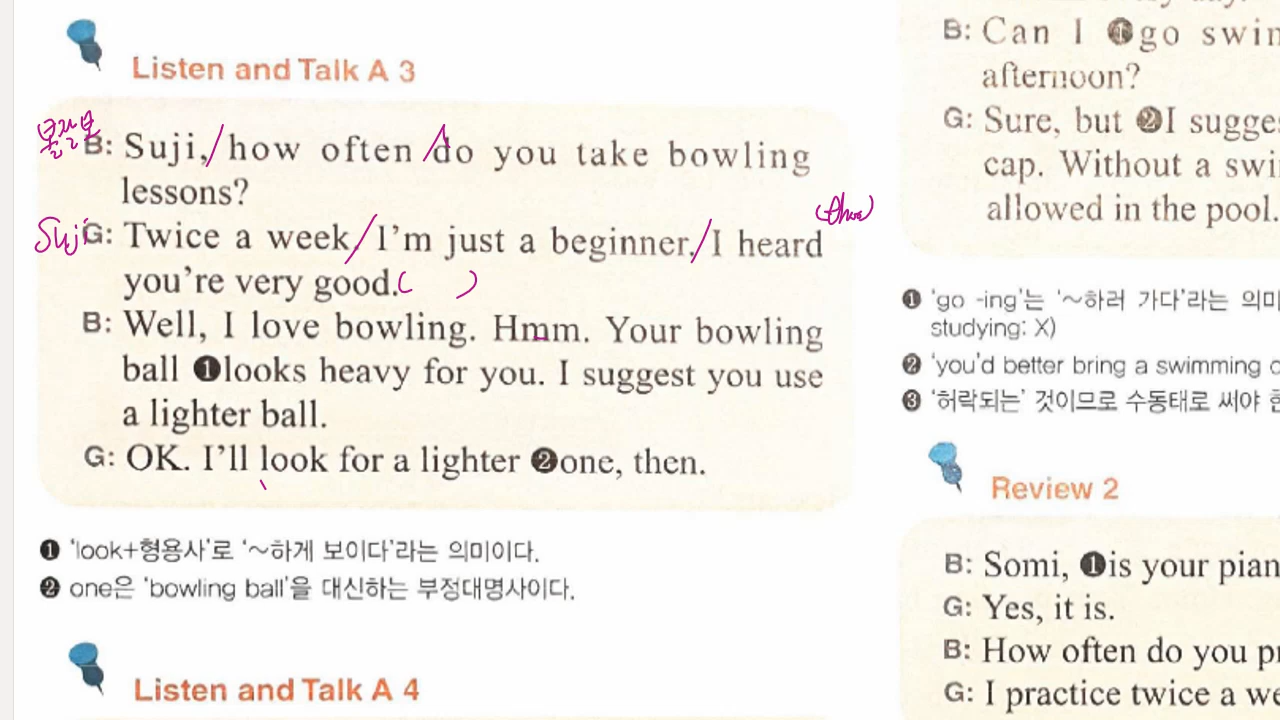 Listen and Talk A 3
B: Suji, how often do you take bowling
lessons?
Suji
G: Twice a week. I'm just a beginner. I heard
you're very good.( )
B: Well, I love bowling. Hmm. Your bowling
ball ❶looks heavy for you. I suggest you use
a lighter ball.
G: OK. I'll look for a lighter ❷one, then.
❶ 'look+형용사'로 '~하게 보이다'라는 의미이다.
❷ one은 'bowling ball'을 대신하는 부정대명사이다.
Listen and Talk A 4
B: Can I ❶go swim
afternoon?
G: Sure, but ❷I sugges
cap. Without a swi
allowed in the pool.
❶ 'go -ing'는 '~하러 가다'라는 의미
studying: X)
❷ 'you'd better bring a swimming c
❸ '허락되는' 것이므로 수동태로 써야 한
Review 2
B: Somi, ❶is your pian
G: Yes, it is.
B: How often do you pr
G: I practice twice a we